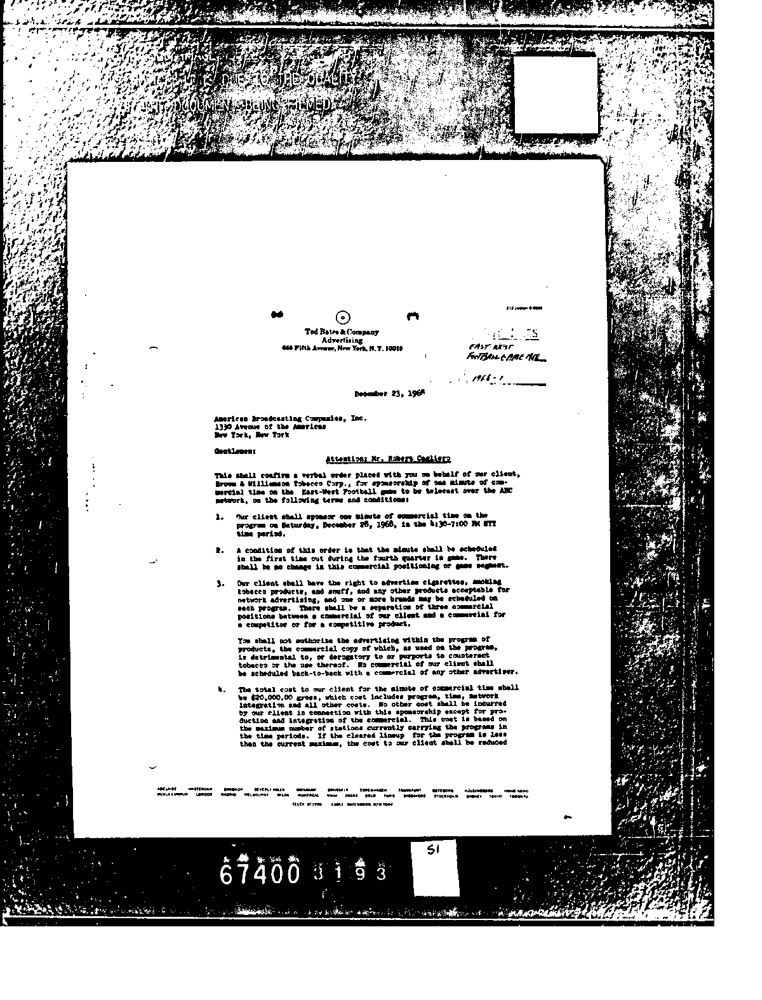 DUE TO THE QUALITY
DOCUMENT BEING FILMED
Ted Bates & Company
Advertising
666 Fifth Avenue, New York, N.Y. 10019
EAST WEST
FOOTBALL GAME
December 23, 1968
American Broadcasting Companies, Inc.
1330 Avenue of the Americas
New York, New York
Gentlemen:
Attention: Mr. Robert Cagliero
This shall confirm a verbal order placed with you on behalf of our client,
Brown & Williamson Tobacco Corp., for sponsorship of one minute of com-
mercial time on the East-West Football game to be telecast over the ABC
network, on the following terms and conditions:
1. Our client shall sponsor one minute of commercial time on the
program on Saturday, December 28, 1968, in the 4:30-7:00 PM NYT
time period.
2. A condition of this order is that the minute shall be scheduled
in the first time out during the fourth quarter in game. There
shall be no change in this commercial positioning or game segment.
3. Our client shall have the right to advertise cigarettes, smoking
tobacco products, and snuff, and any other products acceptable for
network advertising, and one or more brands may be scheduled on
each program. There shall be a separation of three commercial
positions between a commercial of our client and a commercial for
a competitor or for a competitive product.
You shall not authorize the advertising within the program of
products, the commercial copy of which, as used on the program,
is detrimental to, or derogatory to or purports to counteract
tobacco or the use thereof. No commercial of our client shall
be scheduled back-to-back with a commercial of any other advertiser.
4. The total cost to our client for the minute of commercial time shall
be $20,000.00 gross, which cost includes program, time, network
integration and all other costs. No other cost shall be incurred
by our client in connection with this sponsorship except for pro-
duction and integration of the commercial. This cost is based on
the maximum number of stations currently carrying the programs in
the time periods. If the cleared lineup for the program is less
than the current maximum, the cost to our client shall be reduced
67400 3193
51